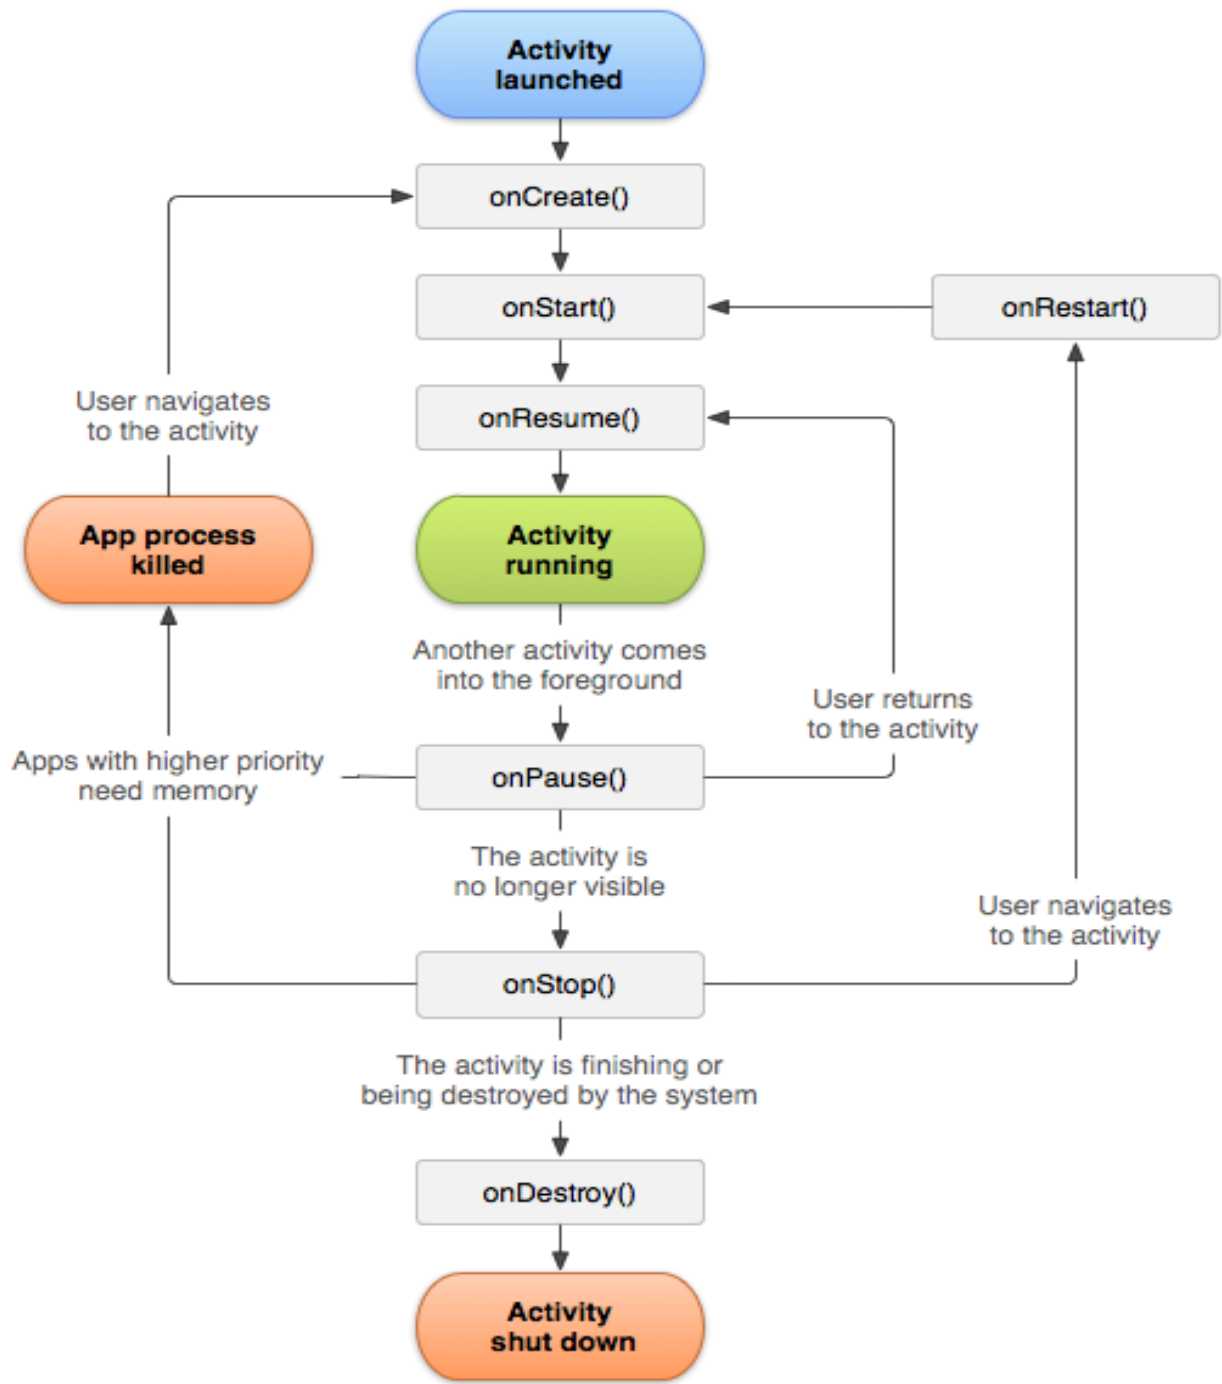 Activity
launched
onCreate()
onStart()
onRestart()
onResume()
User navigates
to the activity
App process
killed
Activity
running
Another activity comes
into the foreground
User returns
to the activity
Apps with higher priority
need memory
onPause()
The activity is
no longer visible
User navigates
to the activity
onStop()
The activity is finishing or
being destroyed by the system
onDestroy()
Activity
shut down